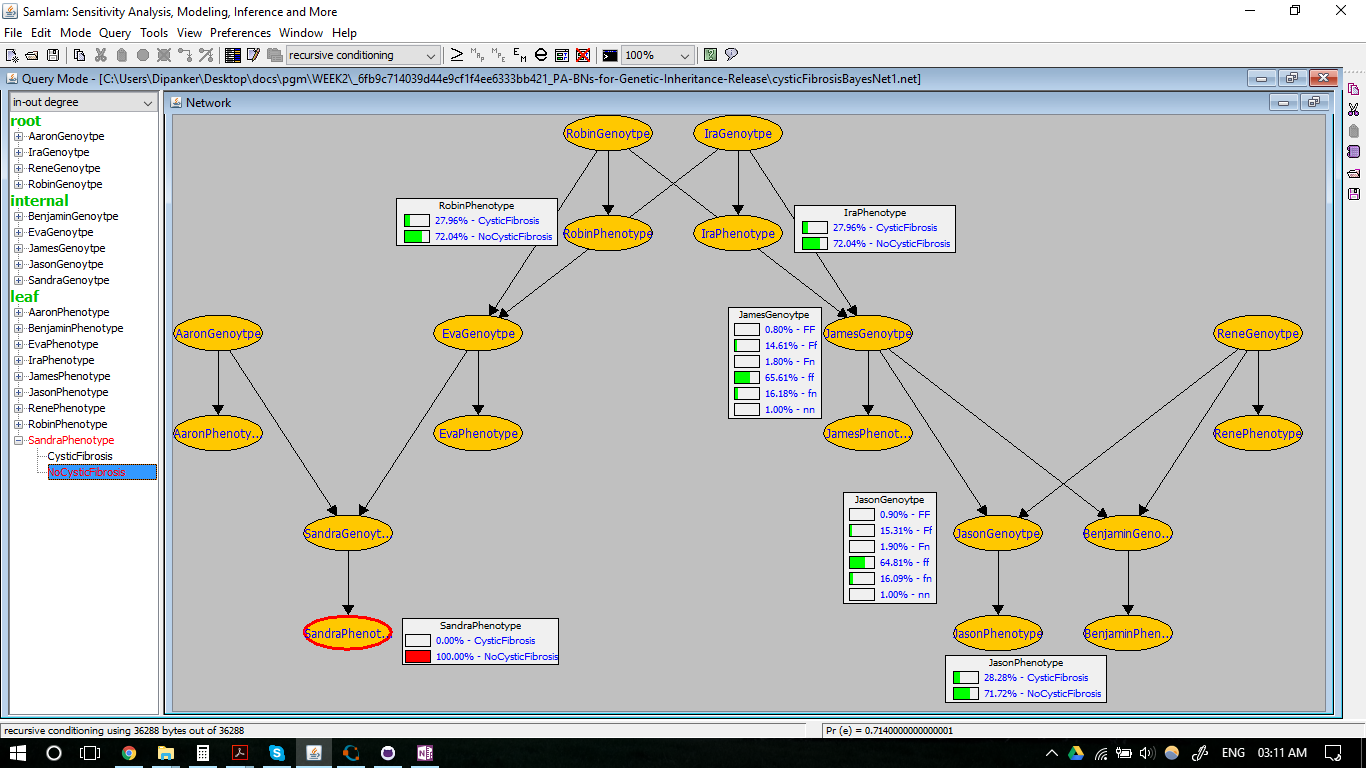 SamIam: Sensitivity Analysis, Modeling, Inference and More
File Edit Mode Query Tools View Preferences Window Help
recursive conditioning
100%
Query Mode - [C:\Users\Dipanker\Desktop\docs\pgm\WEEK2\_6fb9c714039d44e9cf1f4ee6333bb421_PA-BNs-for-Genetic-Inheritance-Release\cysticFibrosisBayesNet1.net]
in-out degree
root
AaronGenoytpe
IraGenoytpe
ReneGenoytpe
RobinGenoytpe
internal
BenjaminGenoytpe
EvaGenoytpe
JamesGenoytpe
JasonGenoytpe
SandraGenoytpe
leaf
AaronPhenotype
BenjaminPhenotype
EvaPhenotype
IraPhenotype
JamesPhenotype
JasonPhenotype
RenePhenotype
RobinPhenotype
SandraPhenotype
CysticFibrosis
NoCysticFibrosis
Network
RobinGenoytpe
IraGenoytpe
RobinPhenotype
27.96% - CysticFibrosis
72.04% - NoCysticFibrosis
RobinPhenotype
IraPhenotype
IraPhenotype
27.96% - CysticFibrosis
72.04% - NoCysticFibrosis
AaronGenoytpe
EvaGenoytpe
JamesGenoytpe
0.80% - FF
14.61% - Ff
1.80% - Fn
65.61% - ff
16.18% - fn
1.00% - nn
JamesGenoytpe
ReneGenoytpe
AaronPhenoty...
EvaPhenotype
JamesPhenot...
RenePhenotype
JasonGenoytpe
0.90% - FF
15.31% - Ff
1.90% - Fn
64.81% - ff
16.09% - fn
1.00% - nn
SandraGenoyt...
JasonGenoytpe
BenjaminGeno...
SandraPhenot...
SandraPhenotype
0.00% - CysticFibrosis
100.00% - NoCysticFibrosis
JasonPhenotype
BenjaminPhen...
JasonPhenotype
28.28% - CysticFibrosis
71.72% - NoCysticFibrosis
recursive conditioning using 36288 bytes out of 36288
Pr (e) = 0.7140000000000001
ENG 03:11 AM